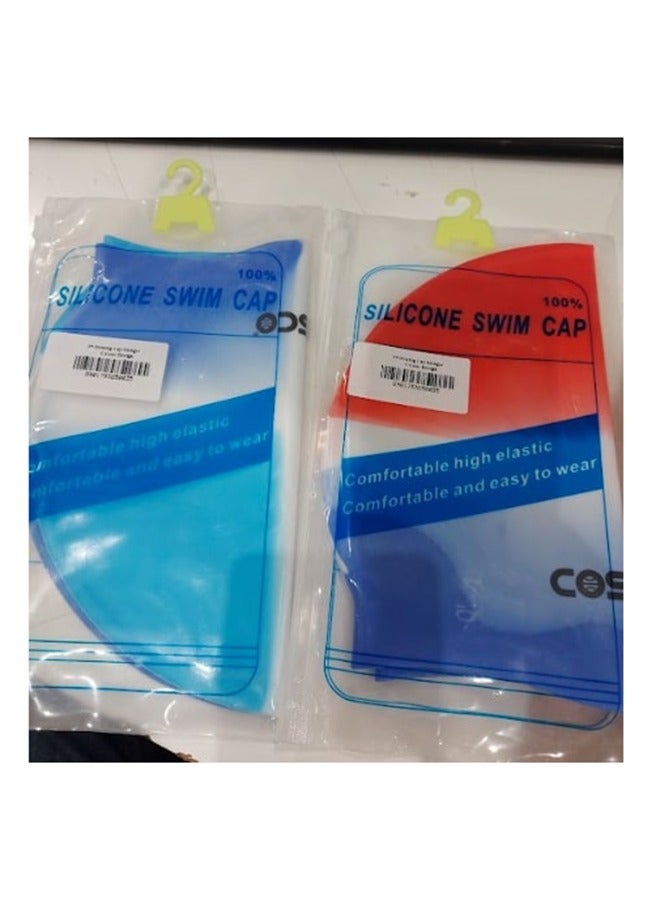 100%
SILICONE SWIM CAP
COS
Comfortable high elastic
Comfortable and easy to wear
100%
SILICONE SWIM CAP
Comfortable high elastic
Comfortable and easy to wear
COS